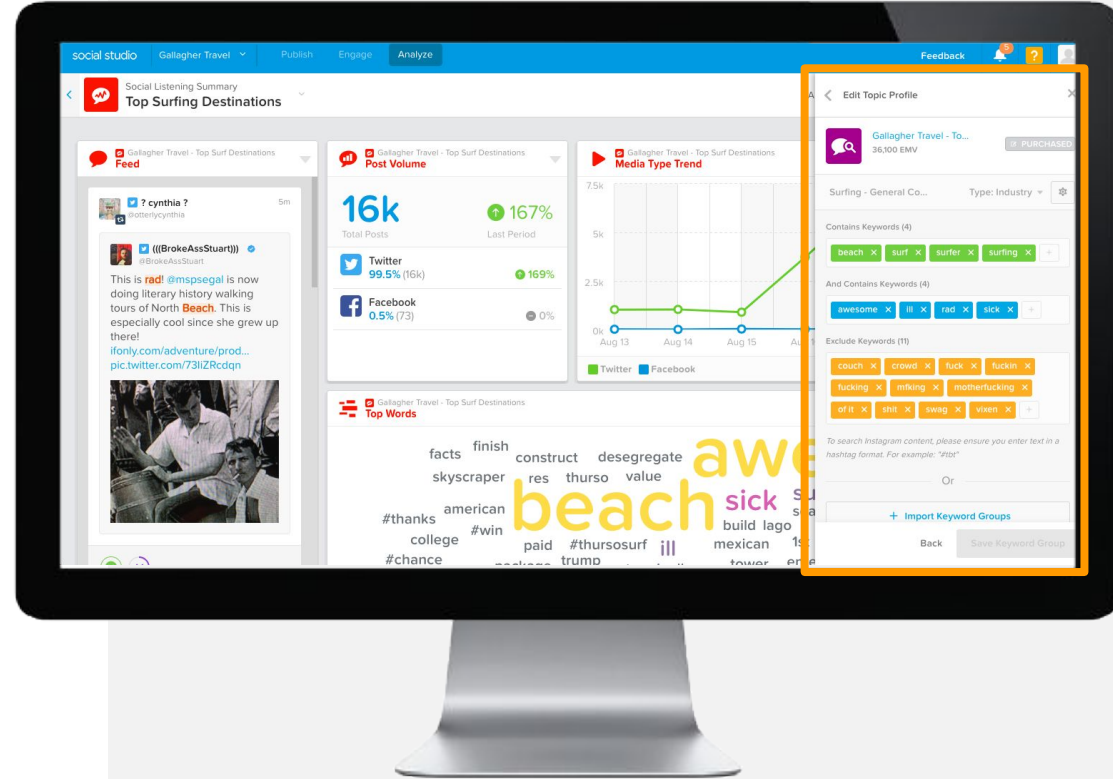 social studio
Gallagher Travel
Publish
Engage
Analyze
Feedback
5
?
Social Listening Summary
Top Surfing Destinations
A
Gallagher Travel - Top Surf Destinations
Feed
? cynthia ?
@otterlycynthia
5m
(((BrokeAssStuart)))
@BrokeAssStuart
This is rad! @mspsegal is now
doing literary history walking
tours of North Beach. This is
especially cool since she grew up
there!
ifonly.com/adventure/prod...
pic.twitter.com/73IiZRcdqn
Gallagher Travel - Top Surf Destinations
Post Volume
16k
Total Posts
167%
Last Period
Twitter
99.5% (16k)
169%
Facebook
0.5% (73)
0%
Gallagher Travel - Top Surf Destinations
Media Type Trend
7.5k
5k
2.5k
0k
Aug 13
Aug 14
Aug 15
Twitter
Facebook
Gallagher Travel - Top Surf Destinations
Top Words
facts
finish
construct
desegregate
awe
skyscraper
res
thurso
value
beach
sick
su
american
#thanks
build
lago
college
#win
paid
#thursosurf
ill
mexican
#chance
trump
Edit Topic Profile
Gallagher Travel - To...
36,100 EMV
PURCHASED
Surfing - General Co...
Type: Industry
Contains Keywords (4)
beach × surf × surfer × surfing × +
And Contains Keywords (4)
awesome × ill × rad × sick × +
Exclude Keywords (11)
couch × crowd × fuck × fuckin ×
fucking × mfking × motherfucking ×
of it × shit × swag × vixen × +
To search Instagram content, please ensure you enter text in a
hashtag format. For example: "#tbt"
Or
+ Import Keyword Groups
Back
Save Keyword Group